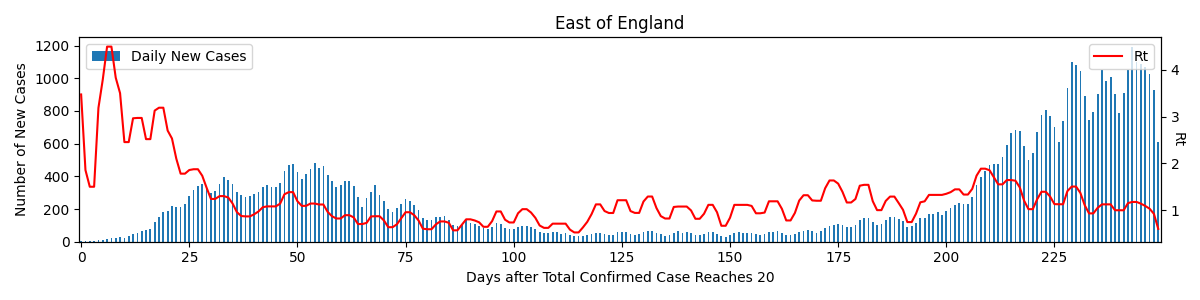 East of England
Daily New Cases
Rt
Number of New Cases
1200
1000
800
600
400
200
0
4
3
2
1
Rt
0 25 50 75 100 125 150 175 200 225
Days after Total Confirmed Case Reaches 20